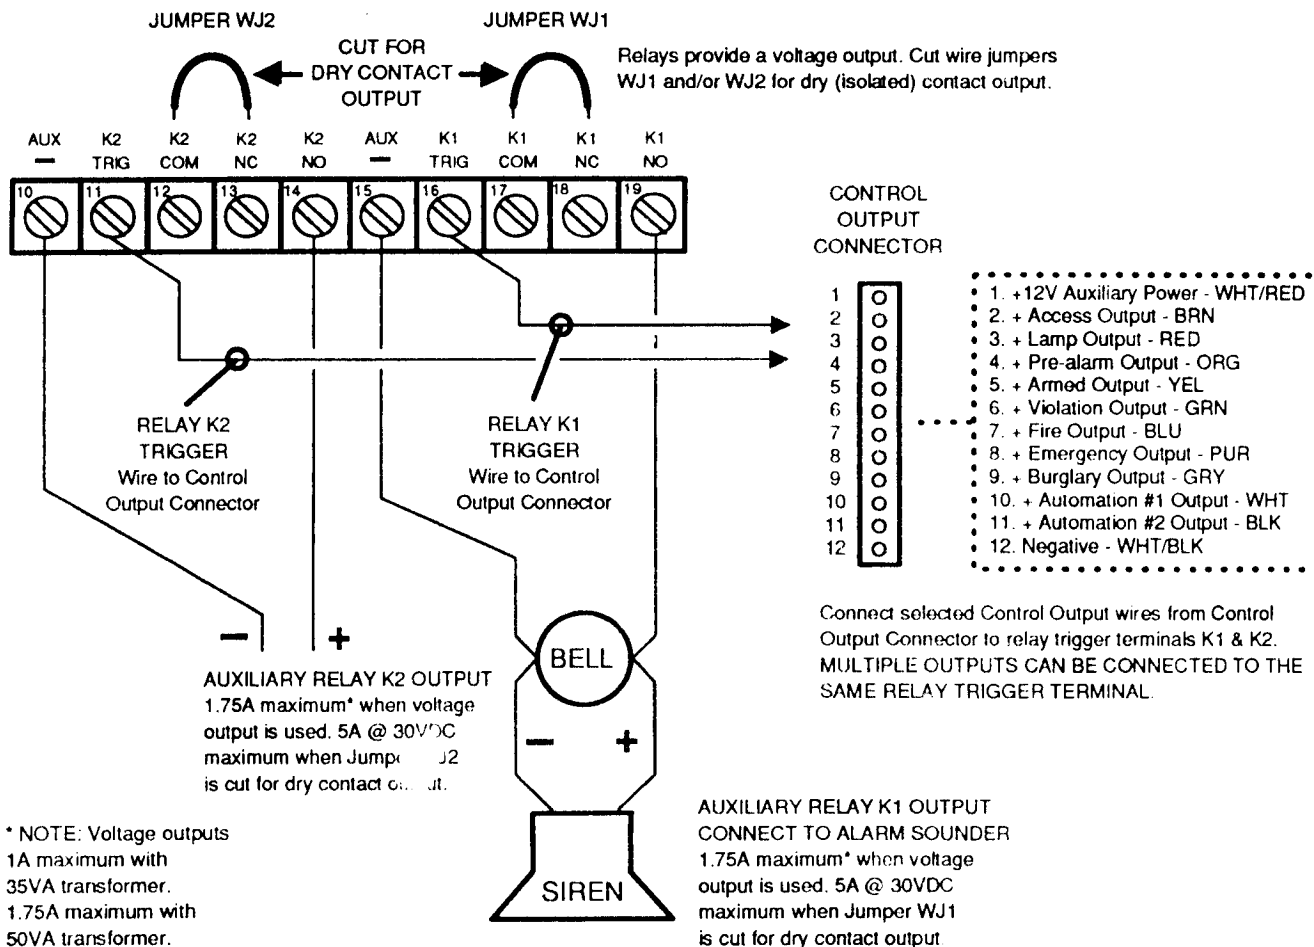 JUMPER WJ2
JUMPER WJ1
CUT FOR
DRY CONTACT
OUTPUT
Relays provide a voltage output. Cut wire jumpers
WJ1 and/or WJ2 for dry (isolated) contact output.
AUX K2 K2 K2 K2 AUX K1 K1 K1 K1
— TRIG COM NC NO — TRIG COM NC NO
10 11 12 13 14 15 16 17 18 19
CONTROL
OUTPUT
CONNECTOR
1
2
3
4
5
6
7
8
9
10
11
12
1. +12V Auxiliary Power - WHT/RED
2. + Access Output - BRN
3. + Lamp Output - RED
4. + Pre-alarm Output - ORG
5. + Armed Output - YEL
6. + Violation Output - GRN
7. + Fire Output - BLU
8. + Emergency Output - PUR
9. + Burglary Output - GRY
10. + Automation #1 Output - WHT
11. + Automation #2 Output - BLK
12. Negative - WHT/BLK
RELAY K2
TRIGGER
Wire to Control
Output Connector
RELAY K1
TRIGGER
Wire to Control
Output Connector
Connect selected Control Output wires from Control
Output Connector to relay trigger terminals K1 & K2.
MULTIPLE OUTPUTS CAN BE CONNECTED TO THE
SAME RELAY TRIGGER TERMINAL.
— +
AUXILIARY RELAY K2 OUTPUT
1.75A maximum* when voltage
output is used. 5A @ 30VDC
maximum when
is cut for dry contact
BELL
— +
SIREN
* NOTE: Voltage outputs
1A maximum with
35VA transformer.
1.75A maximum with
50VA transformer.
AUXILIARY RELAY K1 OUTPUT
CONNECT TO ALARM SOUNDER
1.75A maximum* when voltage
output is used. 5A @ 30VDC
maximum when Jumper WJ1
is cut for dry contact output